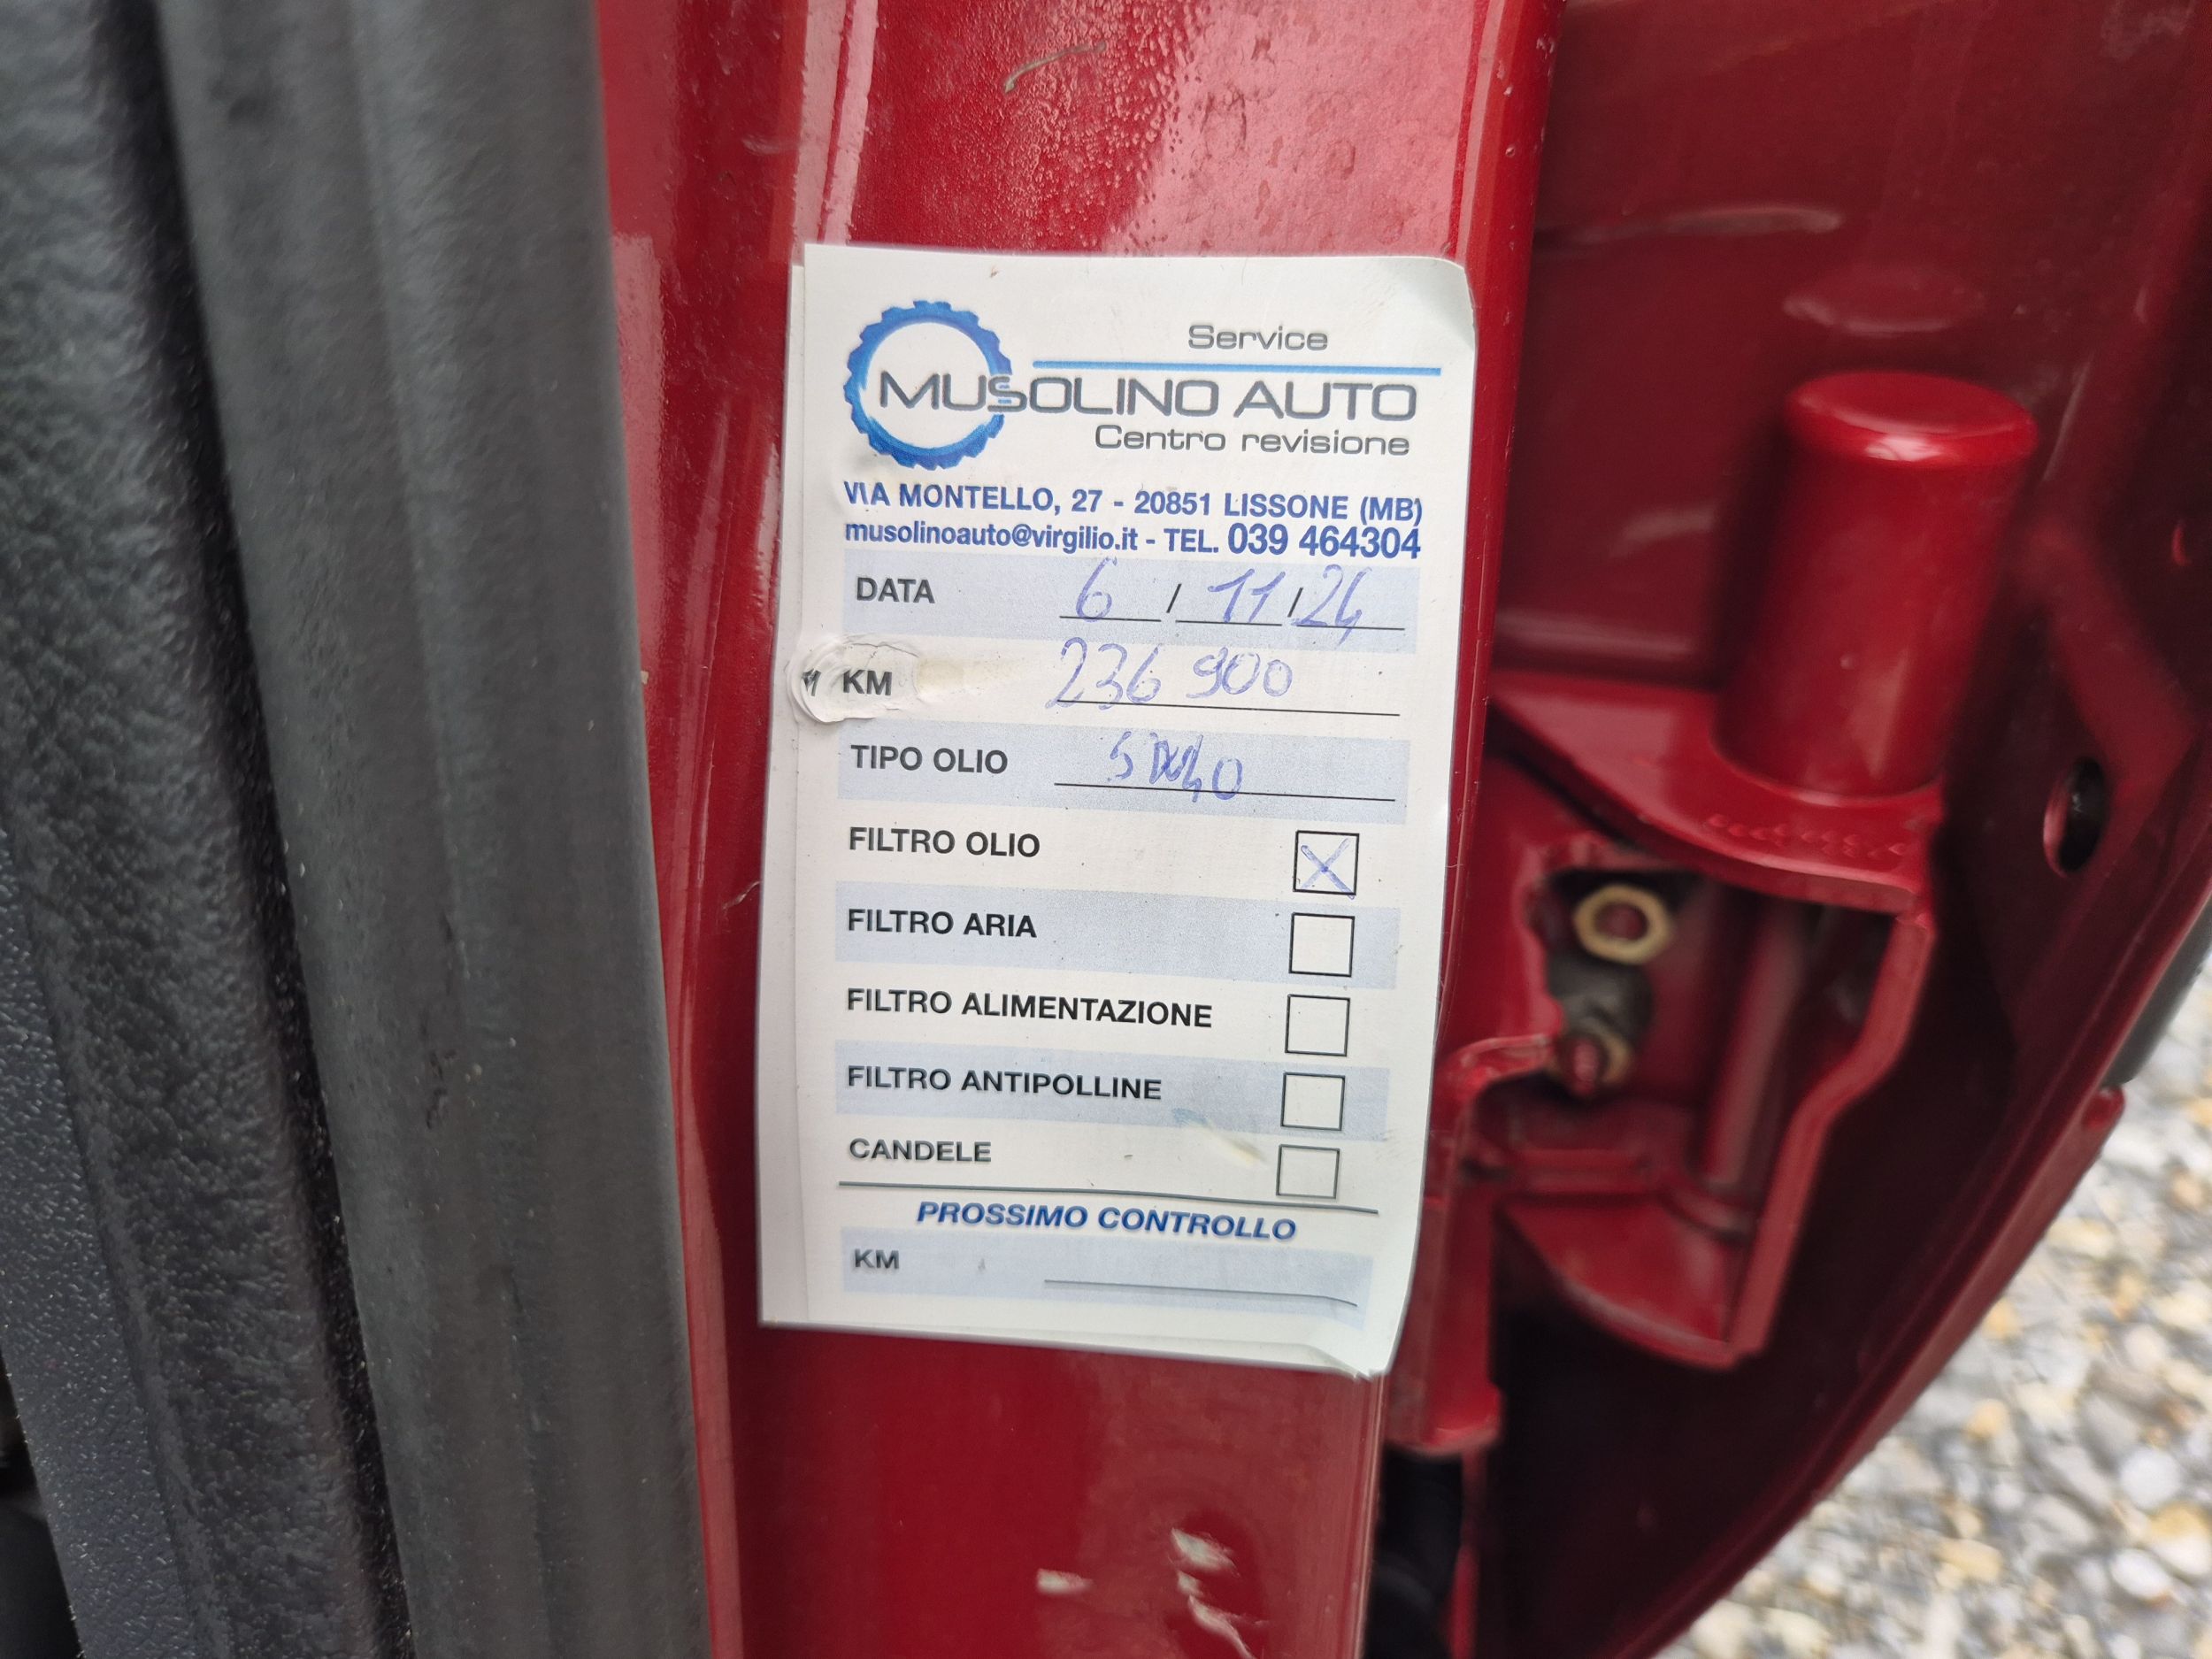 Service
MUSOLINO AUTO
Centro revisione
VIA MONTELLO, 27 - 20851 LISSONE (MB)
musolinoauto@virgilio.it - TEL. 039 464304
DATA 6 / 11 / 24
KM 236 900
TIPO OLIO
FILTRO OLIO X
FILTRO ARIA
FILTRO ALIMENTAZIONE
FILTRO ANTIPOLLINE
CANDELE
PROSSIMO CONTROLLO
KM